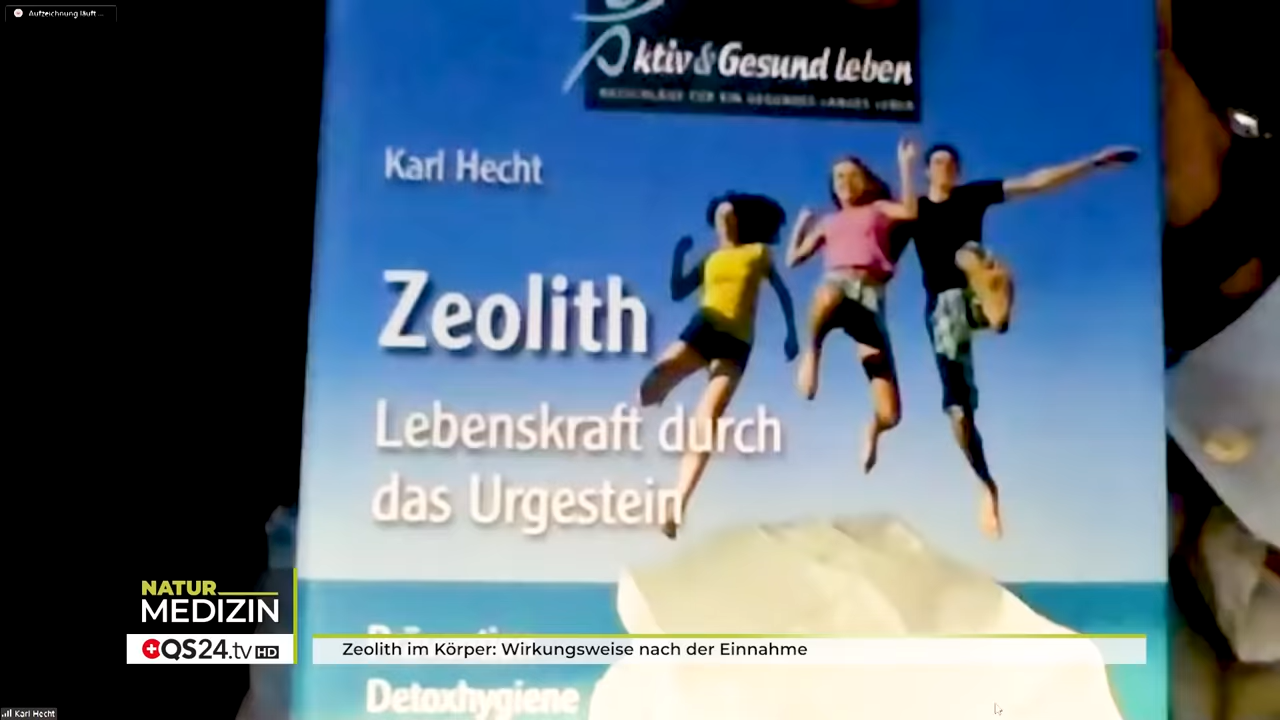 Aufzeichnung läuft ...
Aktiv & Gesund leben
Karl Hecht
Zeolith
Lebenskraft durch
das Urgestein
Detoxhygiene
NATUR
MEDIZIN
QS24.tv HD
Zeolith im Körper: Wirkungsweise nach der Einnahme
Karl Hecht